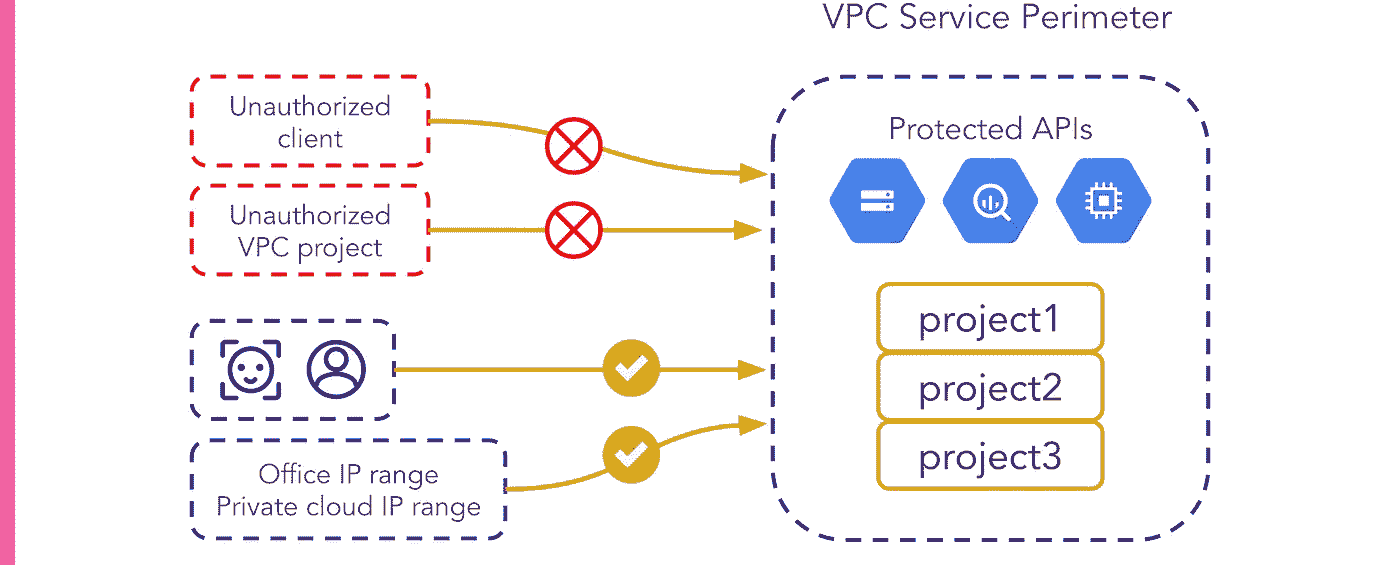 VPC Service Perimeter
Unauthorized
client
Unauthorized
VPC project
Office IP range
Private cloud IP range
Protected APIs
project1
project2
project3